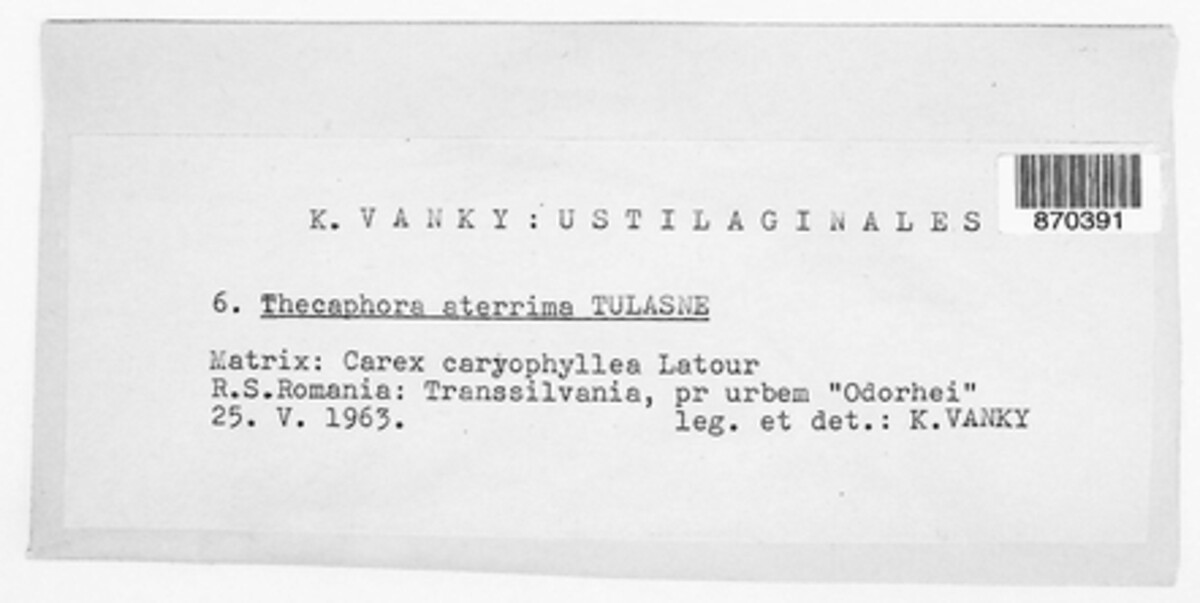 K. VANKY: USTILAGINALES
870391
6. Thecaphora aterrima TULASNE
Matrix: Carex caryophyllea Latour
R.S.Romania: Transsilvania, pr urbem "Odorhei"
25. V. 1963. leg. et det.: K.VANKY